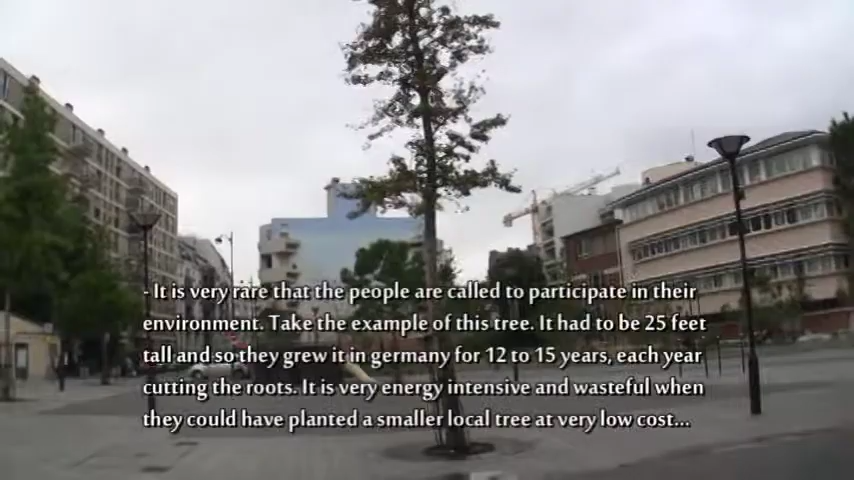 - It is very rare that the people are called to participate in their
environment. Take the example of this tree. It had to be 25 feet
tall and so they grew it in germany for 12 to 15 years, each year
cutting the roots. It is very energy intensive and wasteful when
they could have planted a smaller local tree at very low cost...